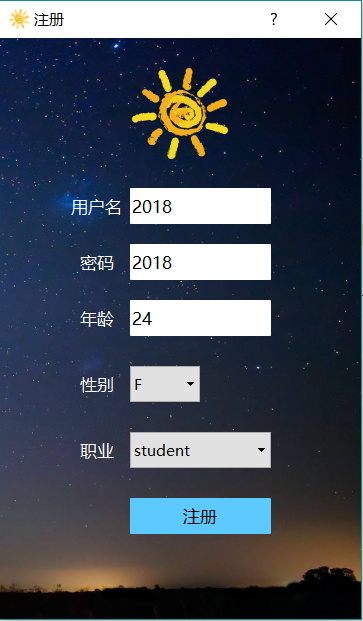 注册 ?
用户名 2018
密码 2018
年龄 24
性别 F
职业 student
注册